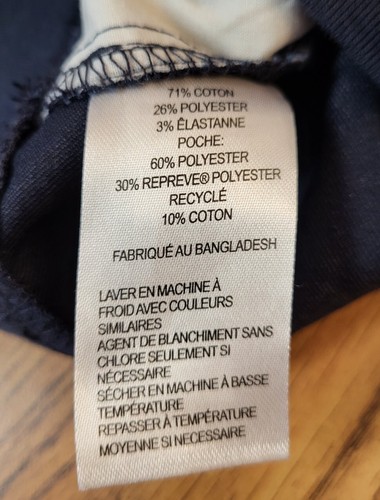 71% COTON
26% POLYESTER
3% ÉLASTANNE
POCHE:
60% POLYESTER
30% REPREVE® POLYESTER
RECYCLÉ
10% COTON
FABRIQUÉ AU BANGLADESH
LAVER EN MACHINE À
FROID AVEC COULEURS
SIMILAIRES
AGENT DE BLANCHIMENT SANS
CHLORE SEULEMENT SI
NÉCESSAIRE
SÉCHER EN MACHINE À BASSE
TEMPÉRATURE
REPASSER À TEMPÉRATURE
MOYENNE SI NECESSAIRE